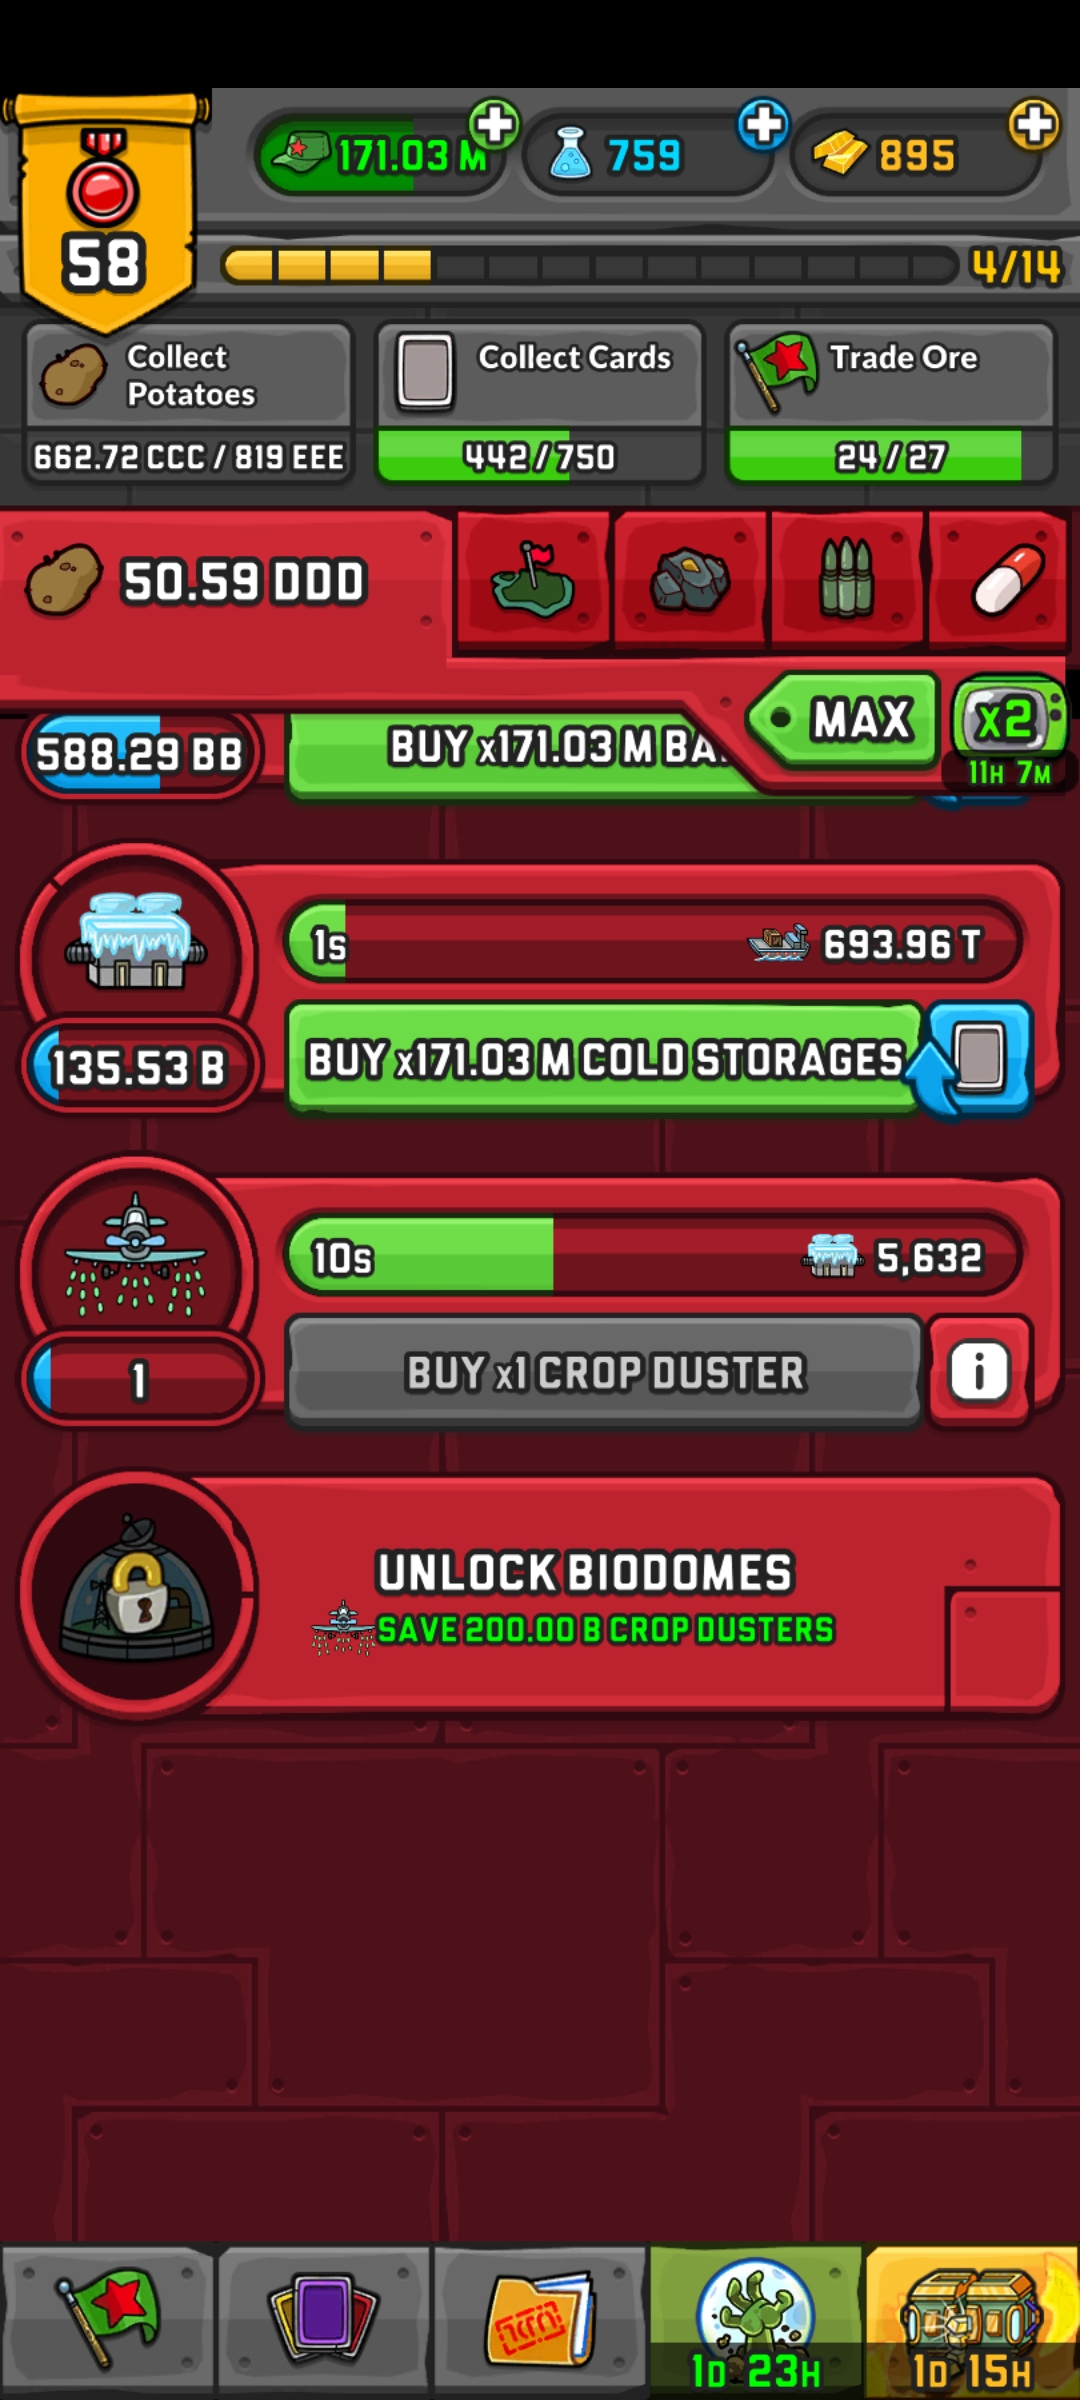 171.03 M
759
895
58
4/14
Collect
Potatoes
662.72 CCC / 819 EEE
Collect Cards
442/750
Trade Ore
24/27
50.59 DDD
MAX
x2
11H 7M
588.29 BB
BUY x171.03 M BA
1s
693.96 T
135.53 B
BUY x171.03 M COLD STORAGES
10s
5,632
1
BUY x1 CROP DUSTER
i
UNLOCK BIODOMES
SAVE 200.00 B CROP DUSTERS
1D 23H
1D 15H